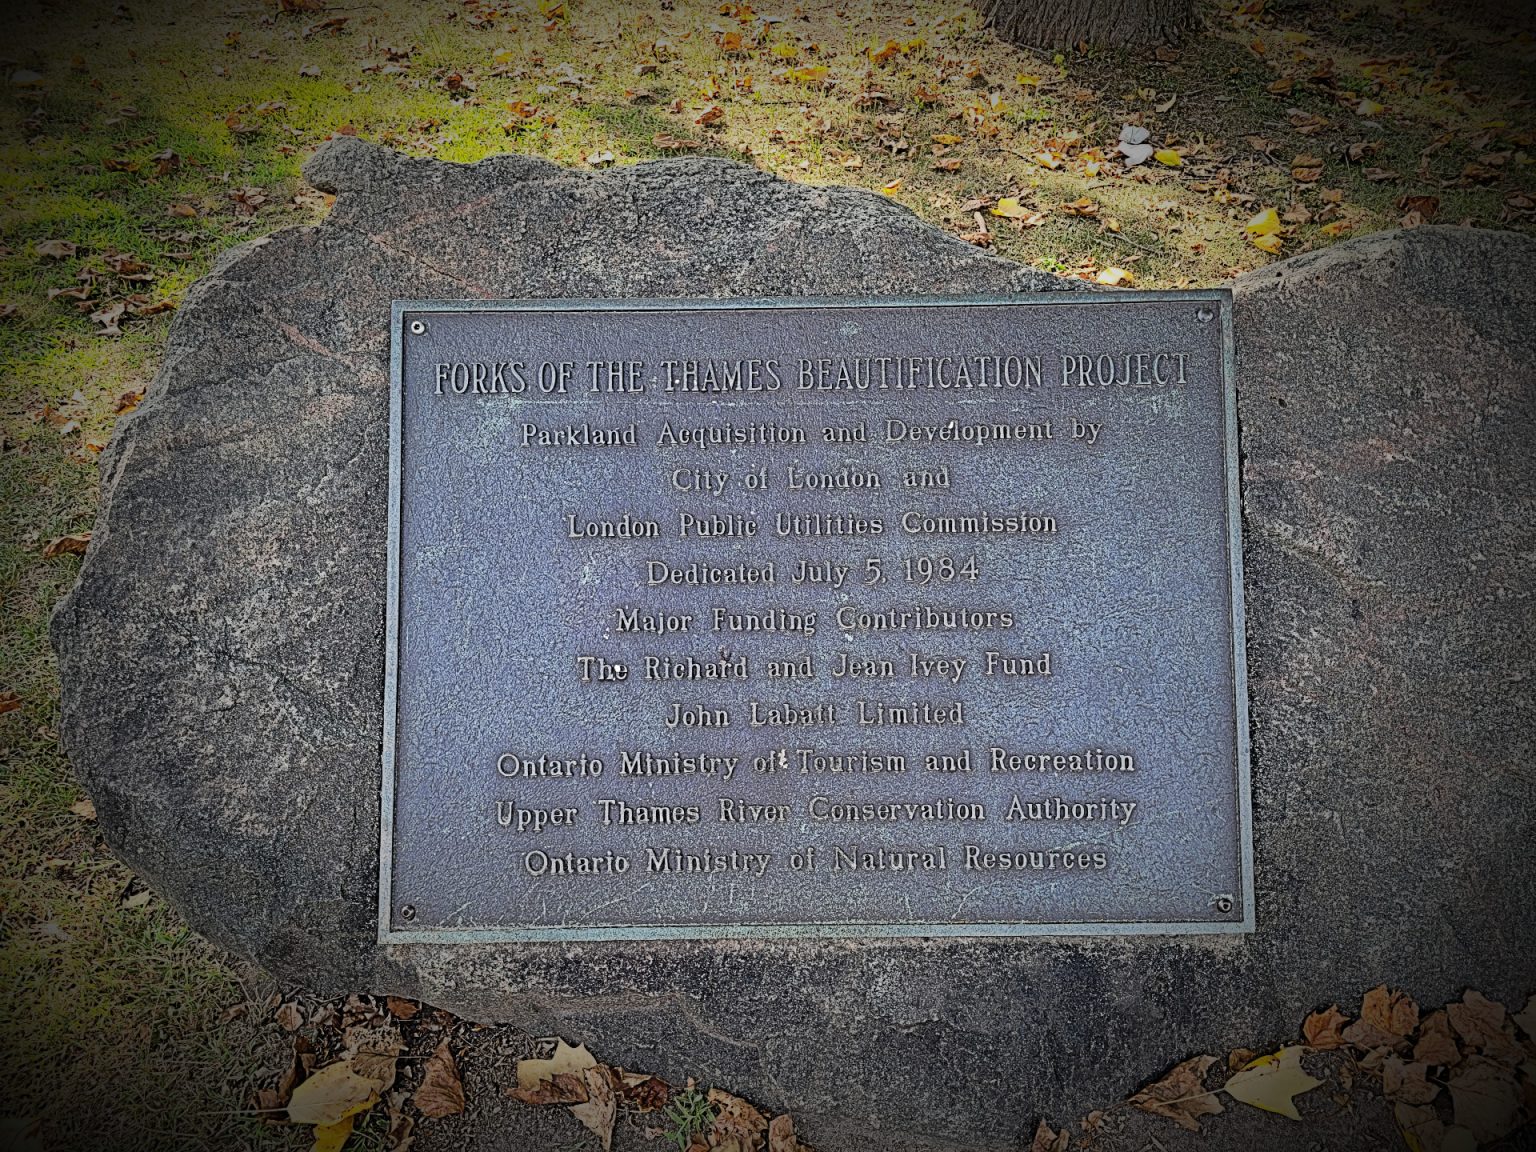 FORKS OF THE THAMES BEAUTIFICATION PROJECT
Parkland Acquisition and Development by
City of London and
London Public Utilities Commission
Dedicated July 5, 1984
Major Funding Contributors
The Richard and Jean Ivey Fund
John Labatt Limited
Ontario Ministry of Tourism and Recreation
Upper Thames River Conservation Authority
Ontario Ministry of Natural Resources